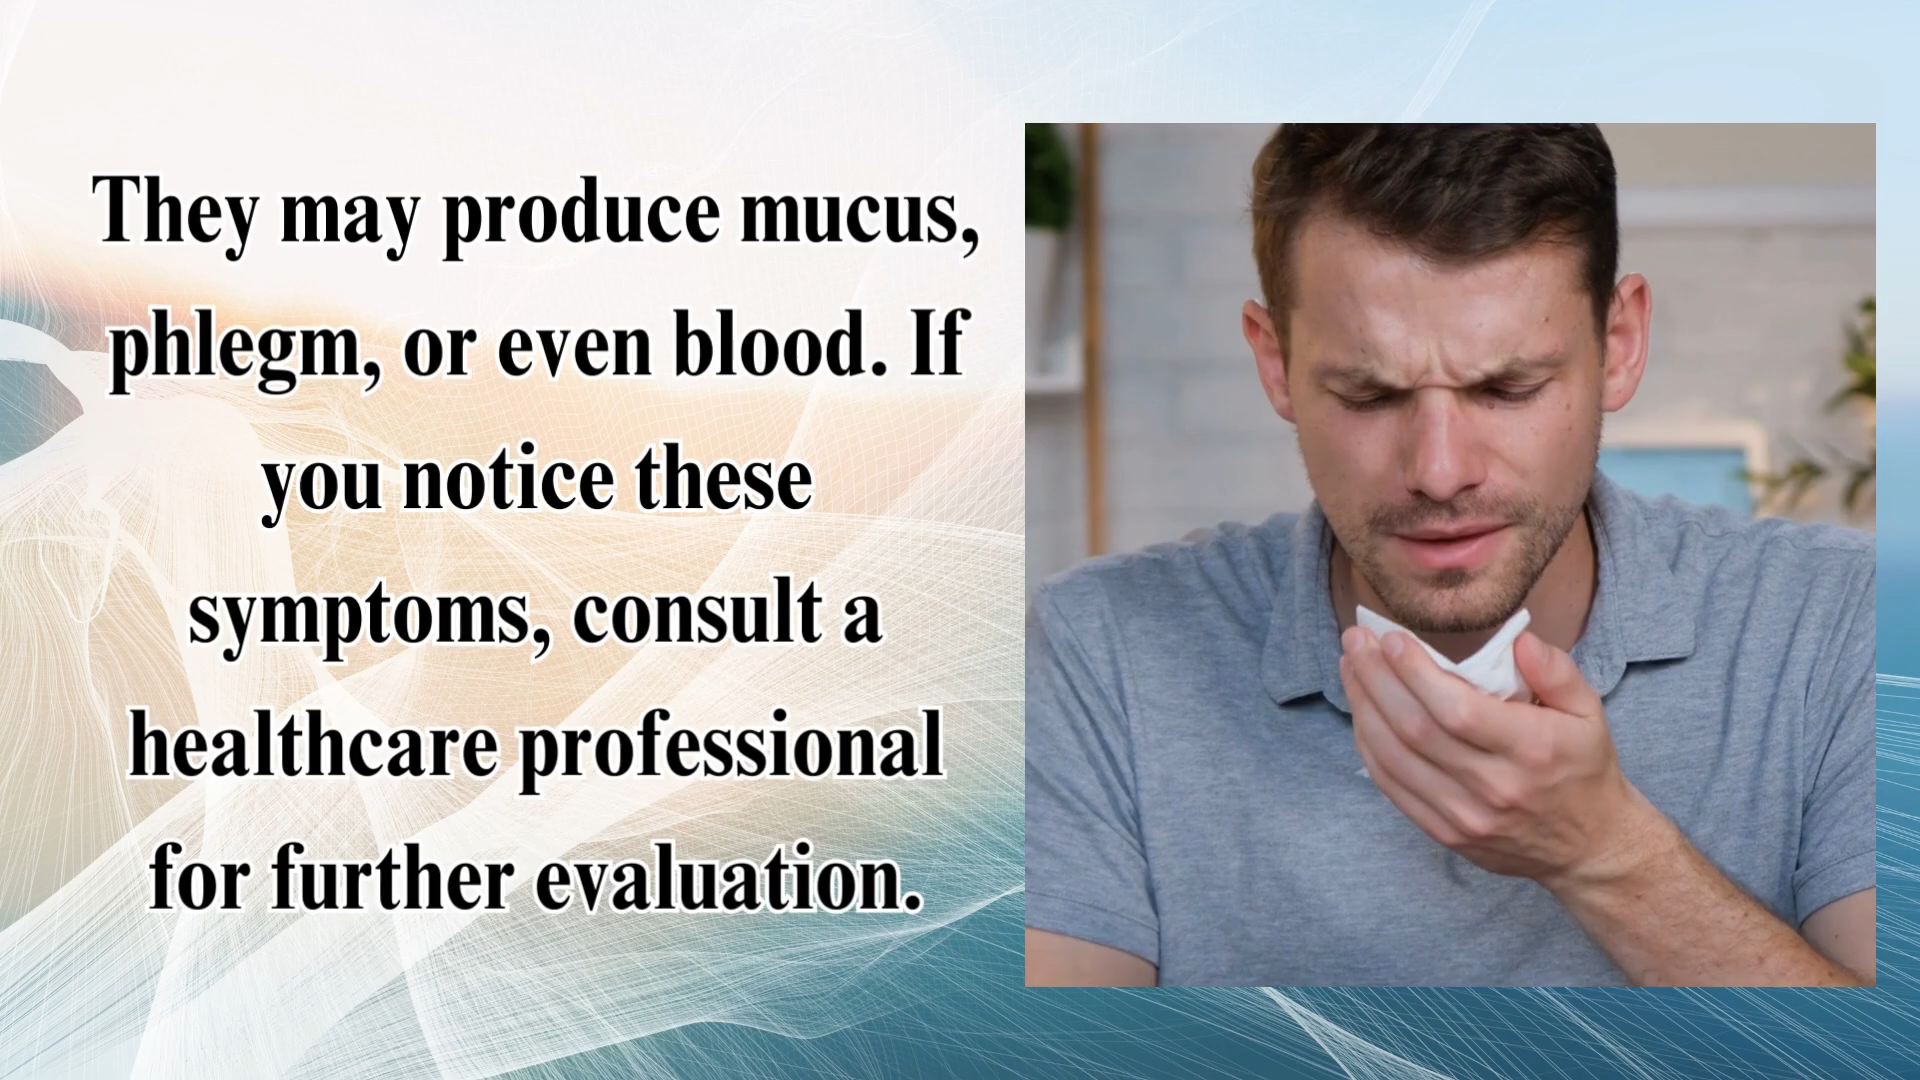 They may produce mucus,
phlegm, or even blood. If
you notice these
symptoms, consult a
healthcare professional
for further evaluation.